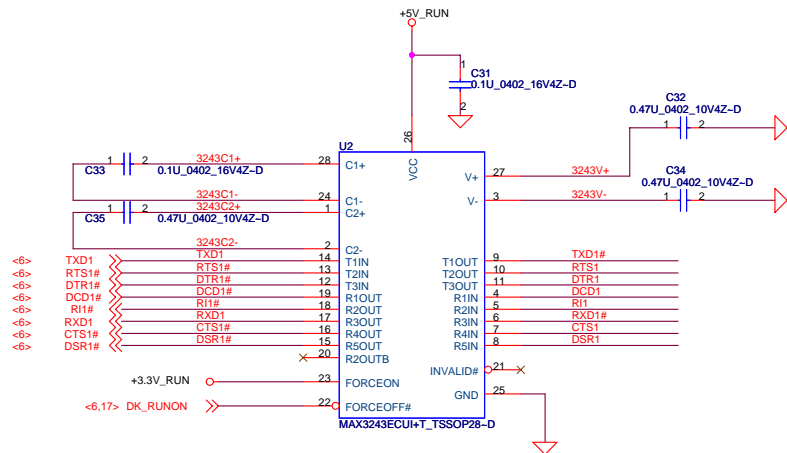 +5V_RUN
1
C31
0.1U_0402_16V4Z~D
2
C32
0.47U_0402_10V4Z~D
1 2
26
U2
VCC
C33
1 2
0.1U_0402_16V4Z~D
3243C1+
28 C1+
V+ 27
3243V+
C34
0.47U_0402_10V4Z~D
1 2
3243C1-
24 C1-
V- 3
3243V-
C35
1 2
0.47U_0402_10V4Z~D
3243C2+
1 C2+
3243C2-
2 C2-
<6> TXD1 TXD1 14 T1IN T1OUT 9 TXD1#
<6> RTS1# RTS1# 13 T2IN T2OUT 10 RTS1
<6> DTR1# DTR1# 12 T3IN T3OUT 11 DTR1
<6> DCD1# DCD1# 19 R1OUT R1IN 4 DCD1
<6> RI1# RI1# 18 R2OUT R2IN 5 RI1
<6> RXD1 RXD1 17 R3OUT R3IN 6 RXD1#
<6> CTS1# CTS1# 16 R4OUT R4IN 7 CTS1
<6> DSR1# DSR1# 15 R5OUT R5IN 8 DSR1
20 R2OUTB
INVALID# 21
+3.3V_RUN 23 FORCEON
GND 25
<6,17> DK_RUNON 22 FORCEOFF#
MAX3243ECUI+T_TSSOP28~D